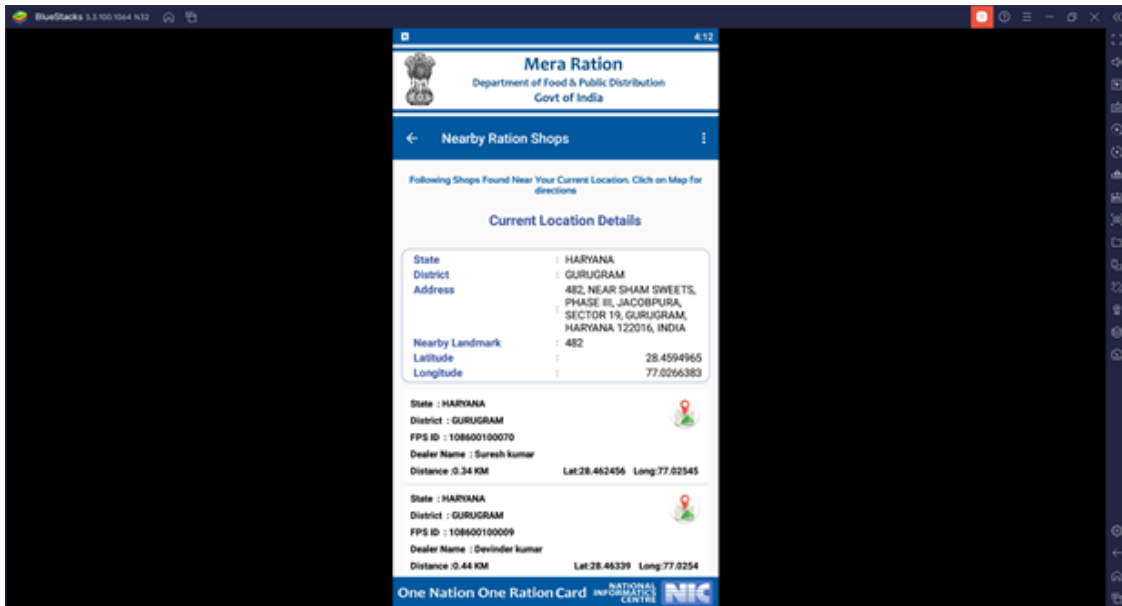 BlueStacks 5.3.100.1064 N32
4:12
Mera Ration
Department of Food & Public Distribution
Govt of India
Nearby Ration Shops
Following Shops Found Near Your Current Location. Click on Map for
directions
Current Location Details
State : HARYANA
District : GURUGRAM
Address : 482, NEAR SHAM SWEETS,
PHASE III, JACOBPURA,
SECTOR 19, GURUGRAM,
HARYANA 122016, INDIA
Nearby Landmark : 482
Latitude : 28.4594965
Longitude : 77.0266383
State : HARYANA
District : GURUGRAM
FPS ID : 108600100070
Dealer Name : Suresh kumar
Distance :0.34 KM Lat:28.462456 Long:77.02545
State : HARYANA
District : GURUGRAM
FPS ID : 108600100009
Dealer Name : Devinder kumar
Distance :0.44 KM Lat:28.46339 Long:77.0254
One Nation One Ration Card NATIONAL INFORMATICS CENTRE NIC